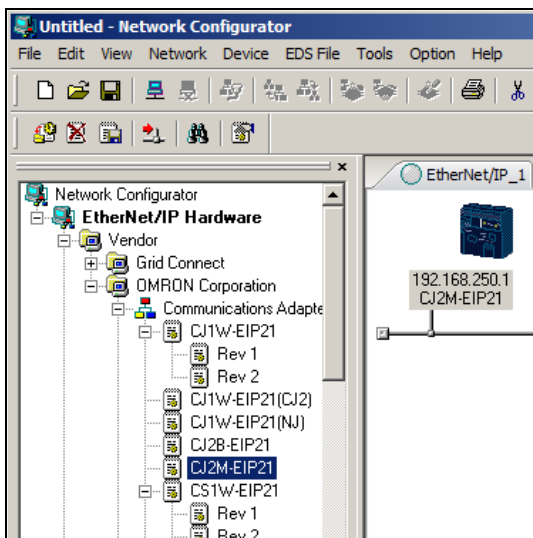 Untitled - Network Configurator
File Edit View Network Device EDS File Tools Option Help
Network Configurator
EtherNet/IP Hardware
Vendor
Grid Connect
OMRON Corporation
Communications Adapte
CJ1W-EIP21
Rev 1
Rev 2
CJ1W-EIP21(CJ2)
CJ1W-EIP21(NJ)
CJ2B-EIP21
CJ2M-EIP21
CS1W-EIP21
Rev 1
Rev 2
EtherNet/IP_1
192.168.250.1
CJ2M-EIP21